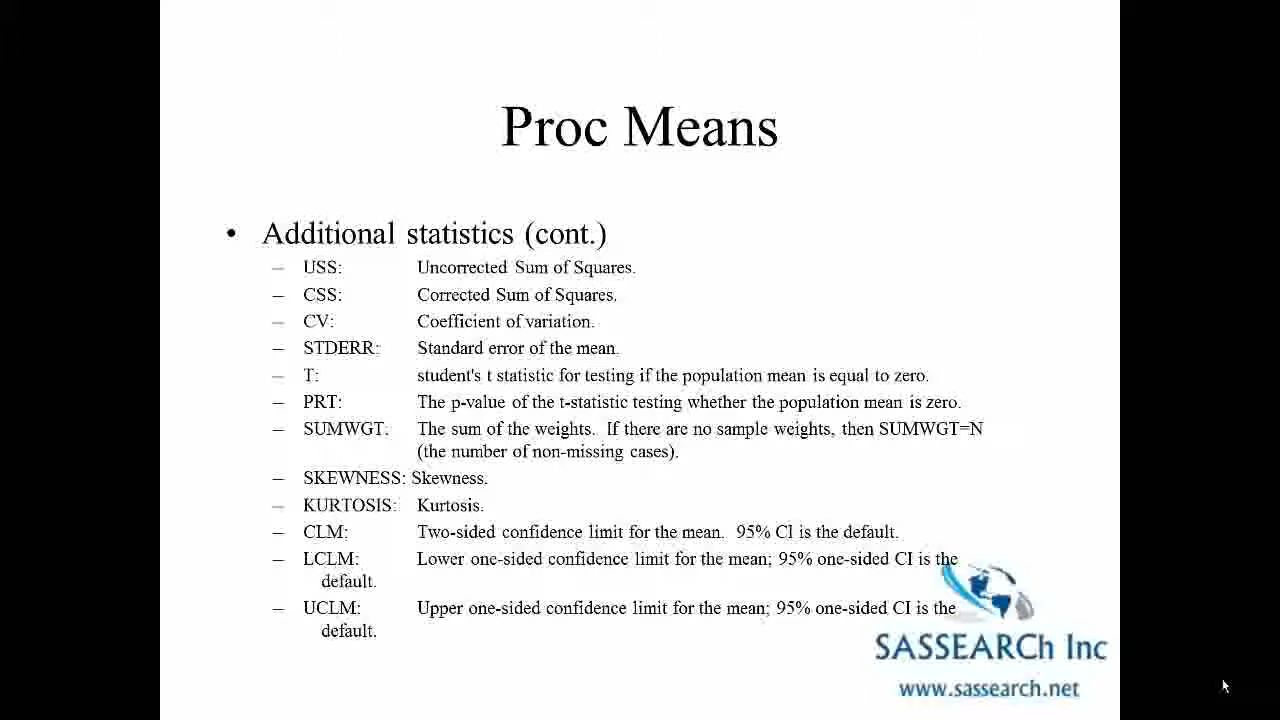 Proc Means
• Additional statistics (cont.)
– USS: Uncorrected Sum of Squares.
– CSS: Corrected Sum of Squares.
– CV: Coefficient of variation.
– STDERR: Standard error of the mean.
– T: student's t statistic for testing if the population mean is equal to zero.
– PRT: The p-value of the t-statistic testing whether the population mean is zero.
– SUMWGT: The sum of the weights. If there are no sample weights, then SUMWGT=N
(the number of non-missing cases).
– SKEWNESS: Skewness.
– KURTOSIS: Kurtosis.
– CLM: Two-sided confidence limit for the mean. 95% CI is the default.
– LCLM: Lower one-sided confidence limit for the mean; 95% one-sided CI is the
default.
– UCLM: Upper one-sided confidence limit for the mean; 95% one-sided CI is the
default.
SASSEARCh Inc
www.sassearch.net